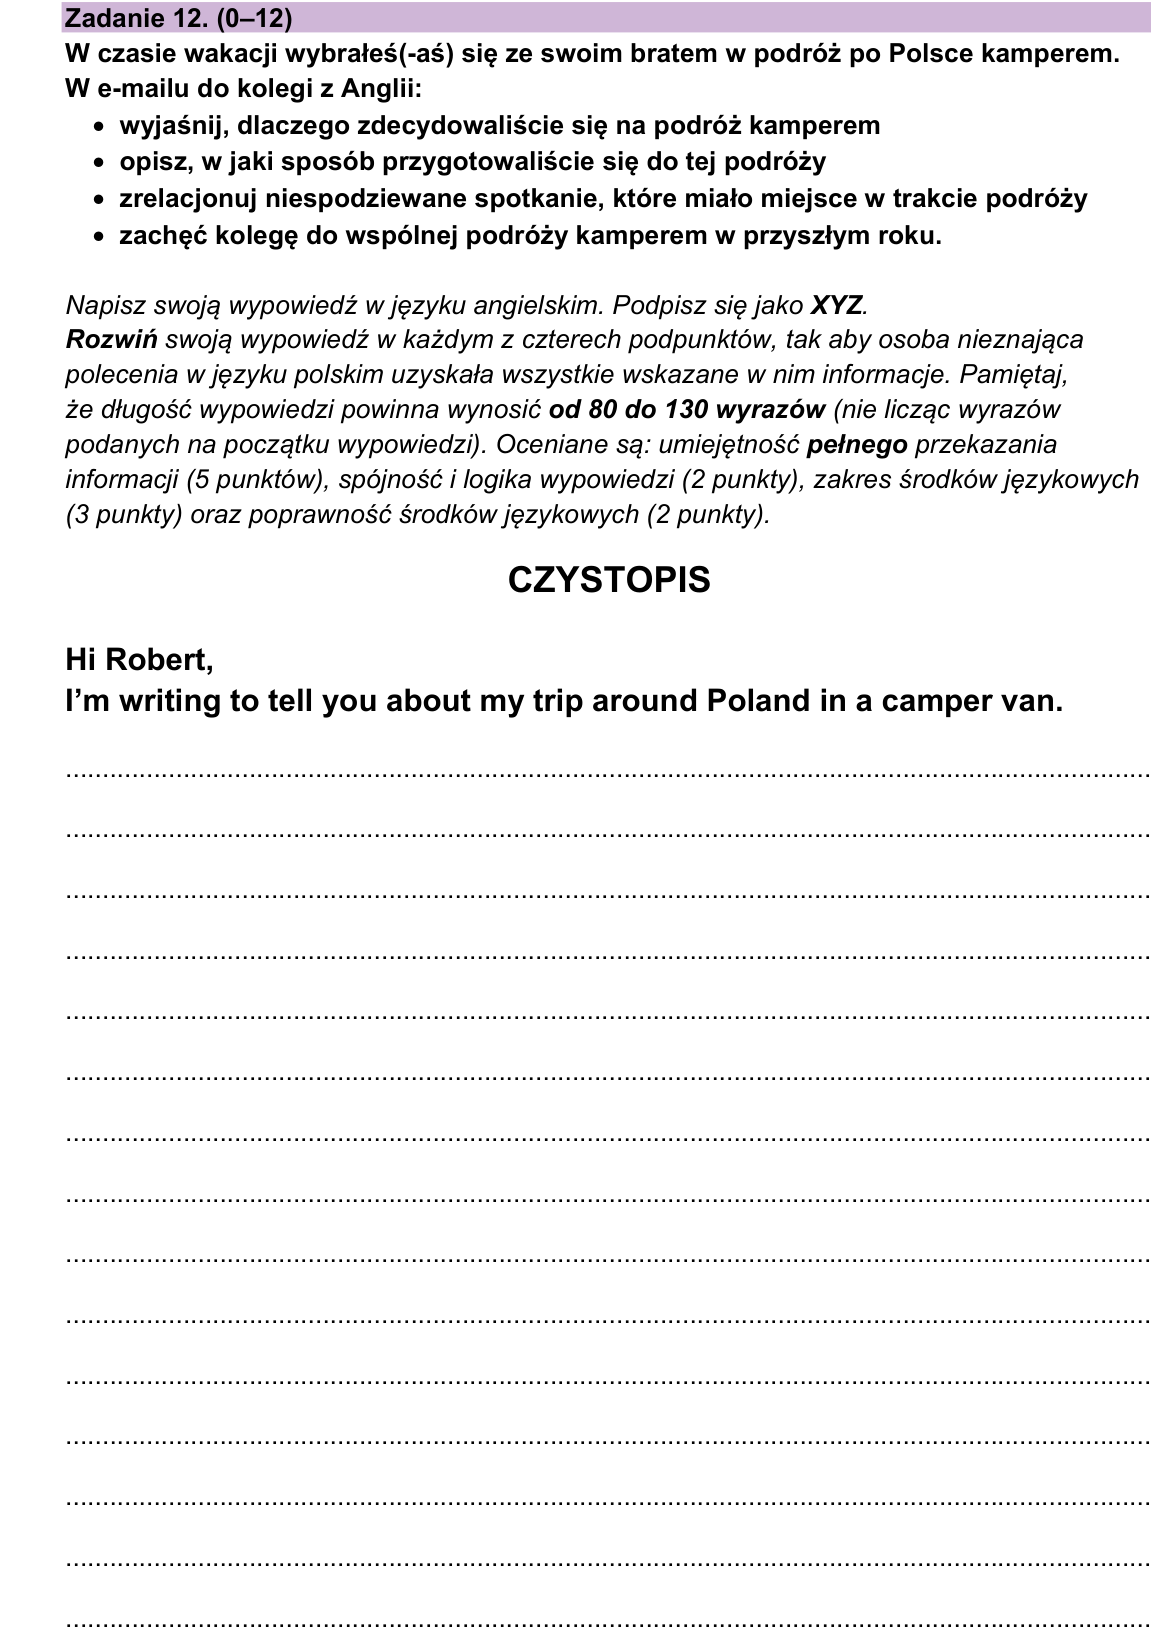 Zadanie 12. (0–12)
W czasie wakacji wybrałeś(-aś) się ze swoim bratem w podróż po Polsce kamperem.
W e-mailu do kolegi z Anglii:
• wyjaśnij, dlaczego zdecydowaliście się na podróż kamperem
• opisz, w jaki sposób przygotowaliście się do tej podróży
• zrelacjonuj niespodziewane spotkanie, które miało miejsce w trakcie podróży
• zachęć kolegę do wspólnej podróży kamperem w przyszłym roku.
Napisz swoją wypowiedź w języku angielskim. Podpisz się jako XYZ.
Rozwiń swoją wypowiedź w każdym z czterech podpunktów, tak aby osoba nieznająca
polecenia w języku polskim uzyskała wszystkie wskazane w nim informacje. Pamiętaj,
że długość wypowiedzi powinna wynosić od 80 do 130 wyrazów (nie licząc wyrazów
podanych na początku wypowiedzi). Oceniane są: umiejętność pełnego przekazania
informacji (5 punktów), spójność i logika wypowiedzi (2 punkty), zakres środków językowych
(3 punkty) oraz poprawność środków językowych (2 punkty).
CZYSTOPIS
Hi Robert,
I’m writing to tell you about my trip around Poland in a camper van.